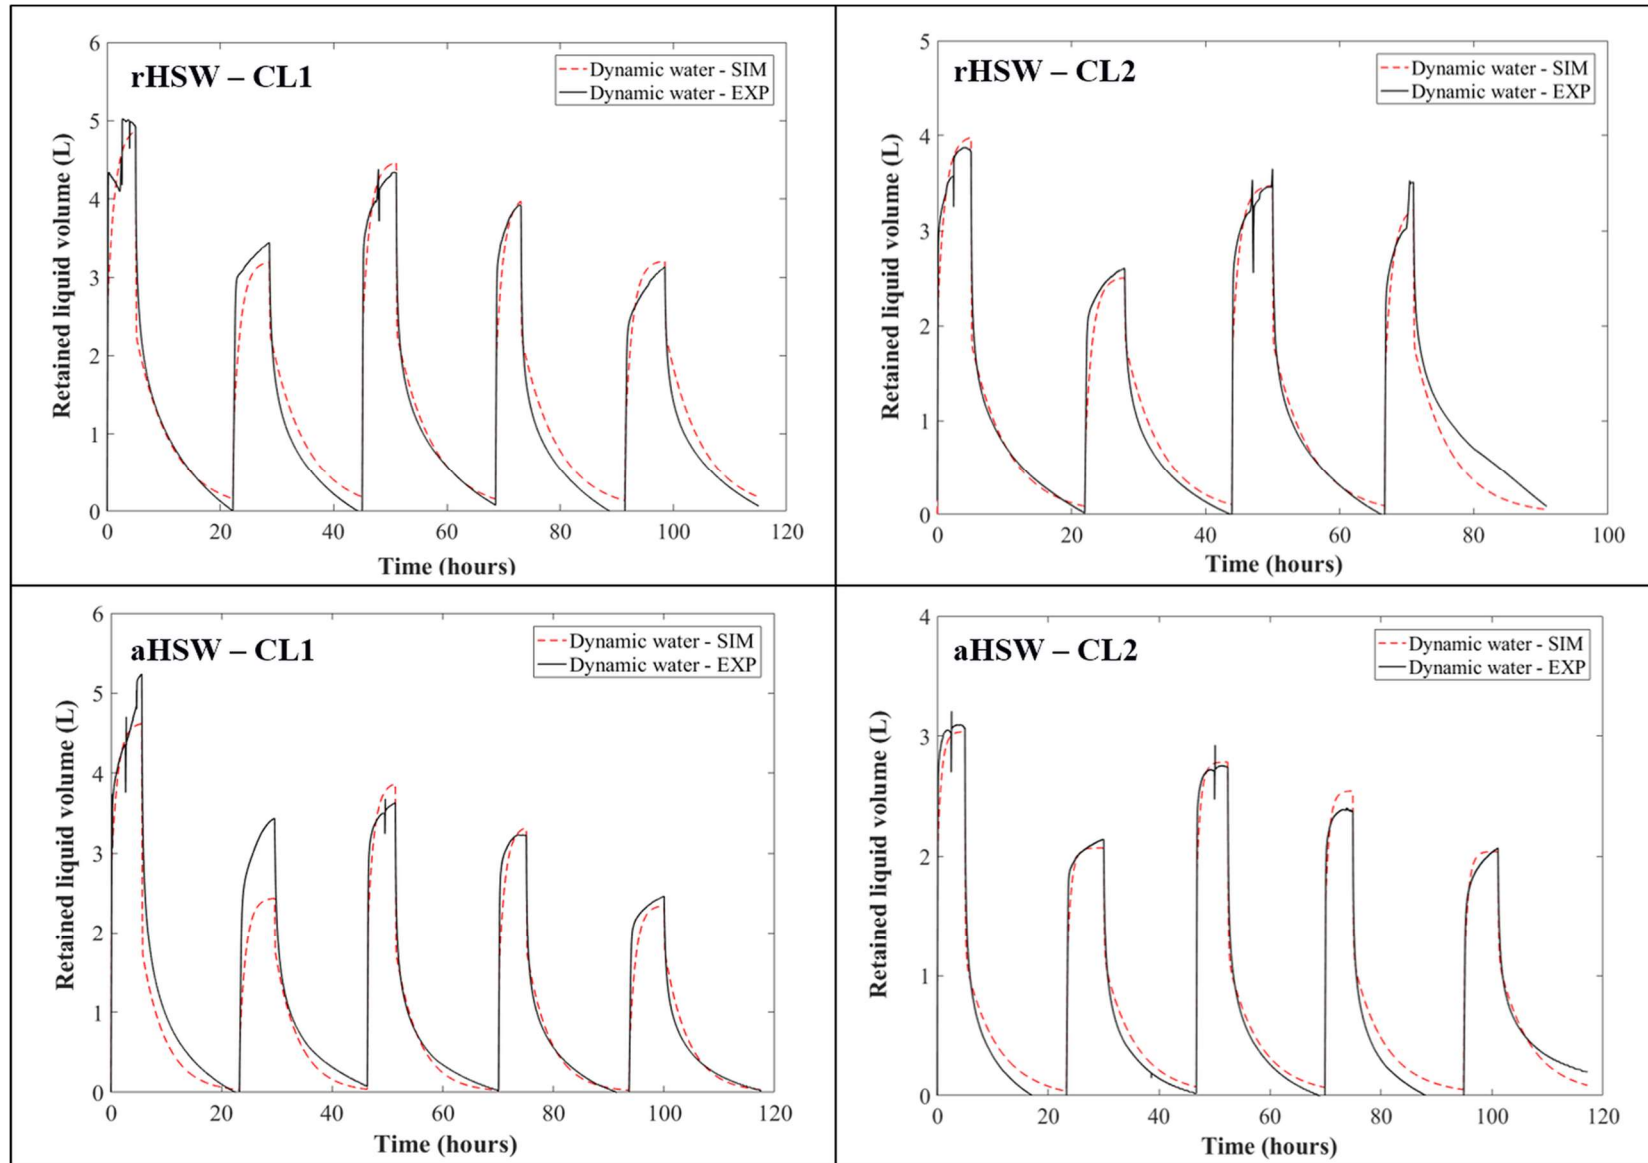 rHSW – CL1
Dynamic water - SIM
Dynamic water - EXP
6
5
4
3
2
1
0
Retained liquid volume (L)
0 20 40 60 80 100 120
Time (hours)
rHSW – CL2
Dynamic water - SIM
Dynamic water - EXP
5
4
3
2
1
0
Retained liquid volume (L)
0 20 40 60 80 100
Time (hours)
aHSW – CL1
Dynamic water - SIM
Dynamic water - EXP
6
5
4
3
2
1
0
Retained liquid volume (L)
0 20 40 60 80 100 120
Time (hours)
aHSW – CL2
Dynamic water - SIM
Dynamic water - EXP
4
3
2
1
0
Retained liquid volume (L)
0 20 40 60 80 100 120
Time (hours)